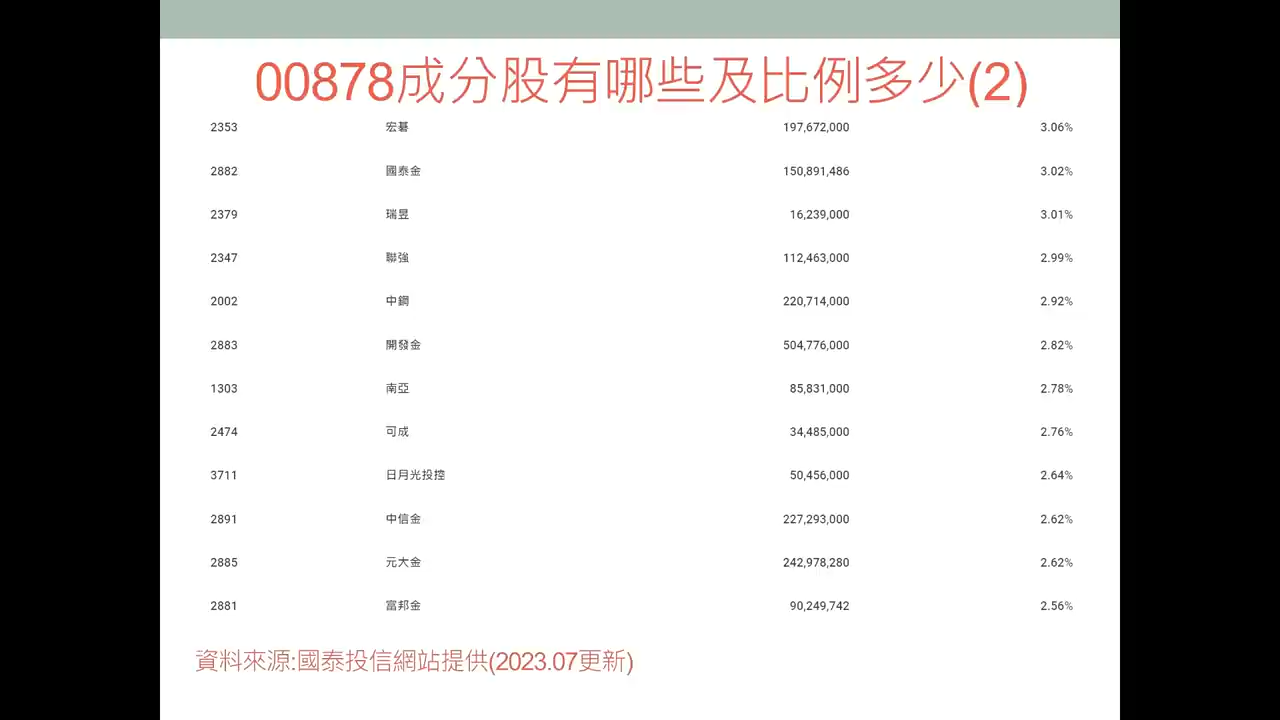 00878成分股有哪些及比例多少(2)
2353 宏碁 197,672,000 3.06%
2882 國泰金 150,891,486 3.02%
2379 瑞昱 16,239,000 3.01%
2347 聯強 112,463,000 2.99%
2002 中鋼 220,714,000 2.92%
2883 開發金 504,776,000 2.82%
1303 南亞 85,831,000 2.78%
2474 可成 34,485,000 2.76%
3711 日月光投控 50,456,000 2.64%
2891 中信金 227,293,000 2.62%
2885 元大金 242,978,280 2.62%
2881 富邦金 90,249,742 2.56%
資料來源:國泰投信網站提供(2023.07更新)